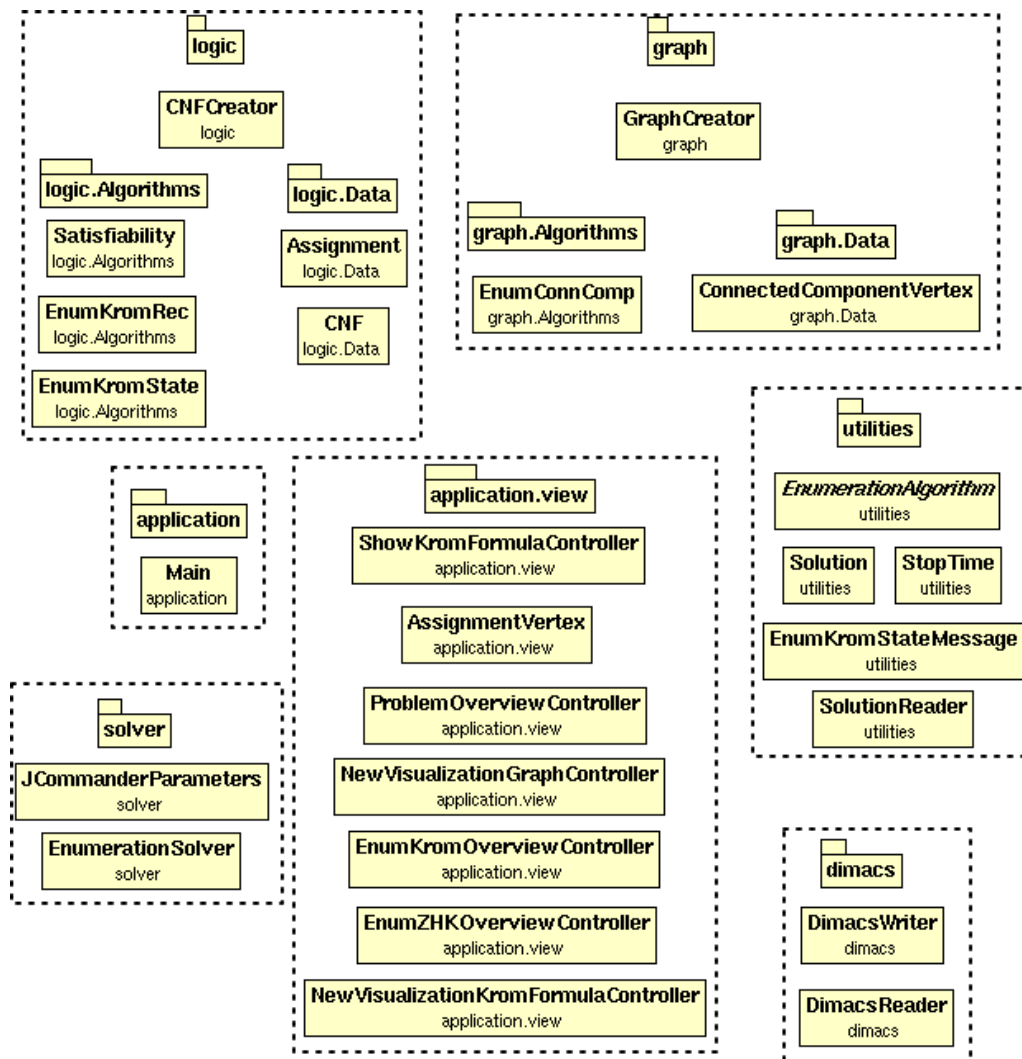 logic
CNFCreator
logic
logic.Algorithms
logic.Data
Satisfiability
logic.Algorithms
Assignment
logic.Data
EnumKromRec
logic.Algorithms
CNF
logic.Data
EnumKromState
logic.Algorithms
graph
GraphCreator
graph
graph.Algorithms
graph.Data
EnumConnComp
graph.Algorithms
ConnectedComponentVertex
graph.Data
application
Main
application
application.view
ShowKromFormulaController
application.view
AssignmentVertex
application.view
ProblemOverviewController
application.view
NewVisualizationGraphController
application.view
EnumKromOverviewController
application.view
EnumZHKOverviewController
application.view
NewVisualizationKromFormulaController
application.view
utilities
EnumerationAlgorithm
utilities
Solution
utilities
StopTime
utilities
EnumKromStateMessage
utilities
SolutionReader
utilities
solver
JCommanderParameters
solver
EnumerationSolver
solver
dimacs
DimacsWriter
dimacs
DimacsReader
dimacs